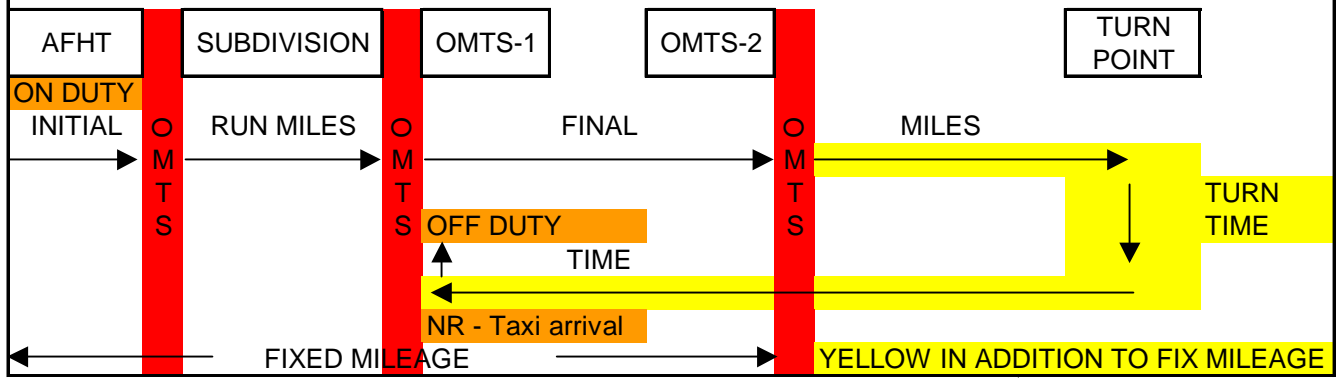 AFHT SUBDIVISION OMTS-1 OMTS-2 TURN
POINT
ON DUTY
INITIAL RUN MILES FINAL MILES
O
M
T
S
O
M
T
S
O
M
T
S
TURN
TIME
OFF DUTY
TIME
NR - Taxi arrival
FIXED MILEAGE YELLOW IN ADDITION TO FIX MILEAGE